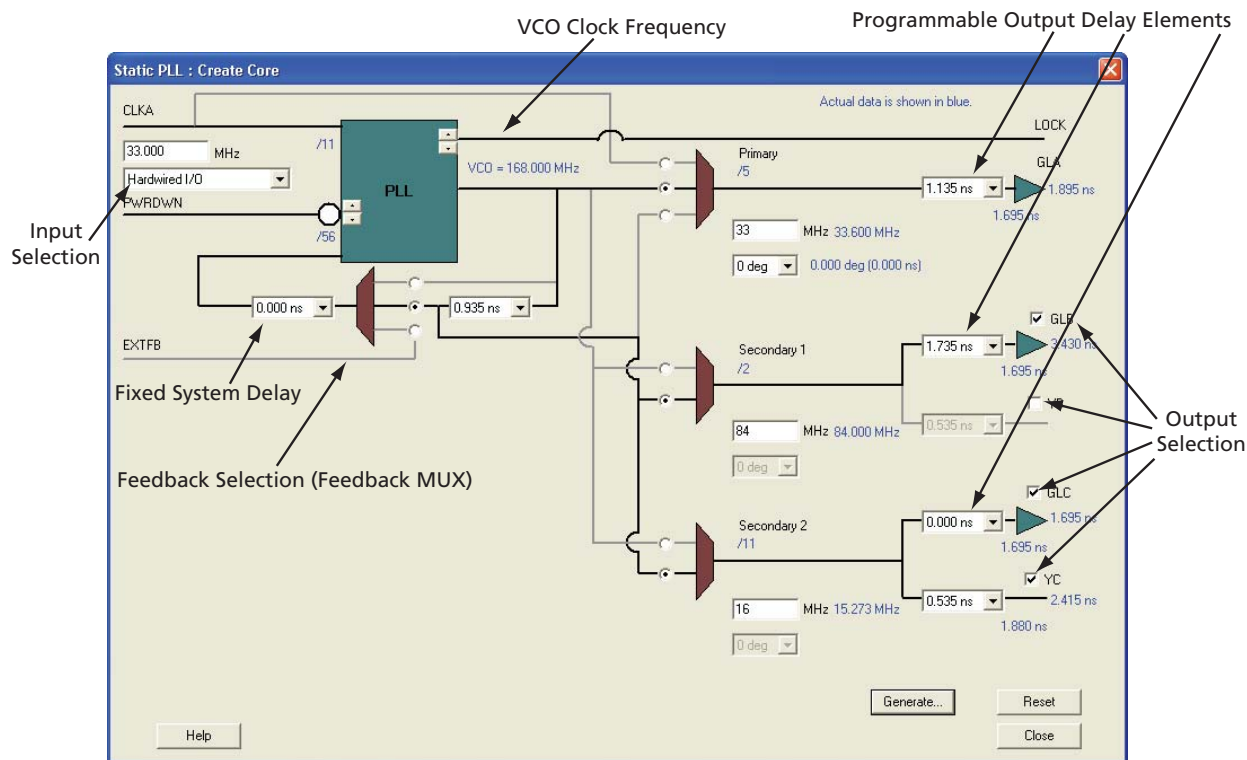 VCO Clock Frequency
Programmable Output Delay Elements
Static PLL : Create Core
Actual data is shown in blue.
CLKA
33.000 MHz
Hardwired I/O
PWRDWN
/11
/56
PLL
VCO = 168.000 MHz
LOCK
Input
Selection
0.000 ns
0.935 ns
EXTFB
Fixed System Delay
Feedback Selection (Feedback MUX)
Primary
/5
33 MHz 33.600 MHz
0 deg 0.000 deg (0.000 ns)
1.135 ns
GLA
1.895 ns
1.695 ns
Secondary 1
/2
84 MHz 84.000 MHz
0 deg
1.735 ns
GLB
3.430 ns
1.695 ns
YB
0.535 ns
Output
Selection
Secondary 2
/11
16 MHz 15.273 MHz
0 deg
0.000 ns
GLC
1.695 ns
1.695 ns
YC
0.535 ns
2.415 ns
1.880 ns
Generate...
Reset
Help
Close